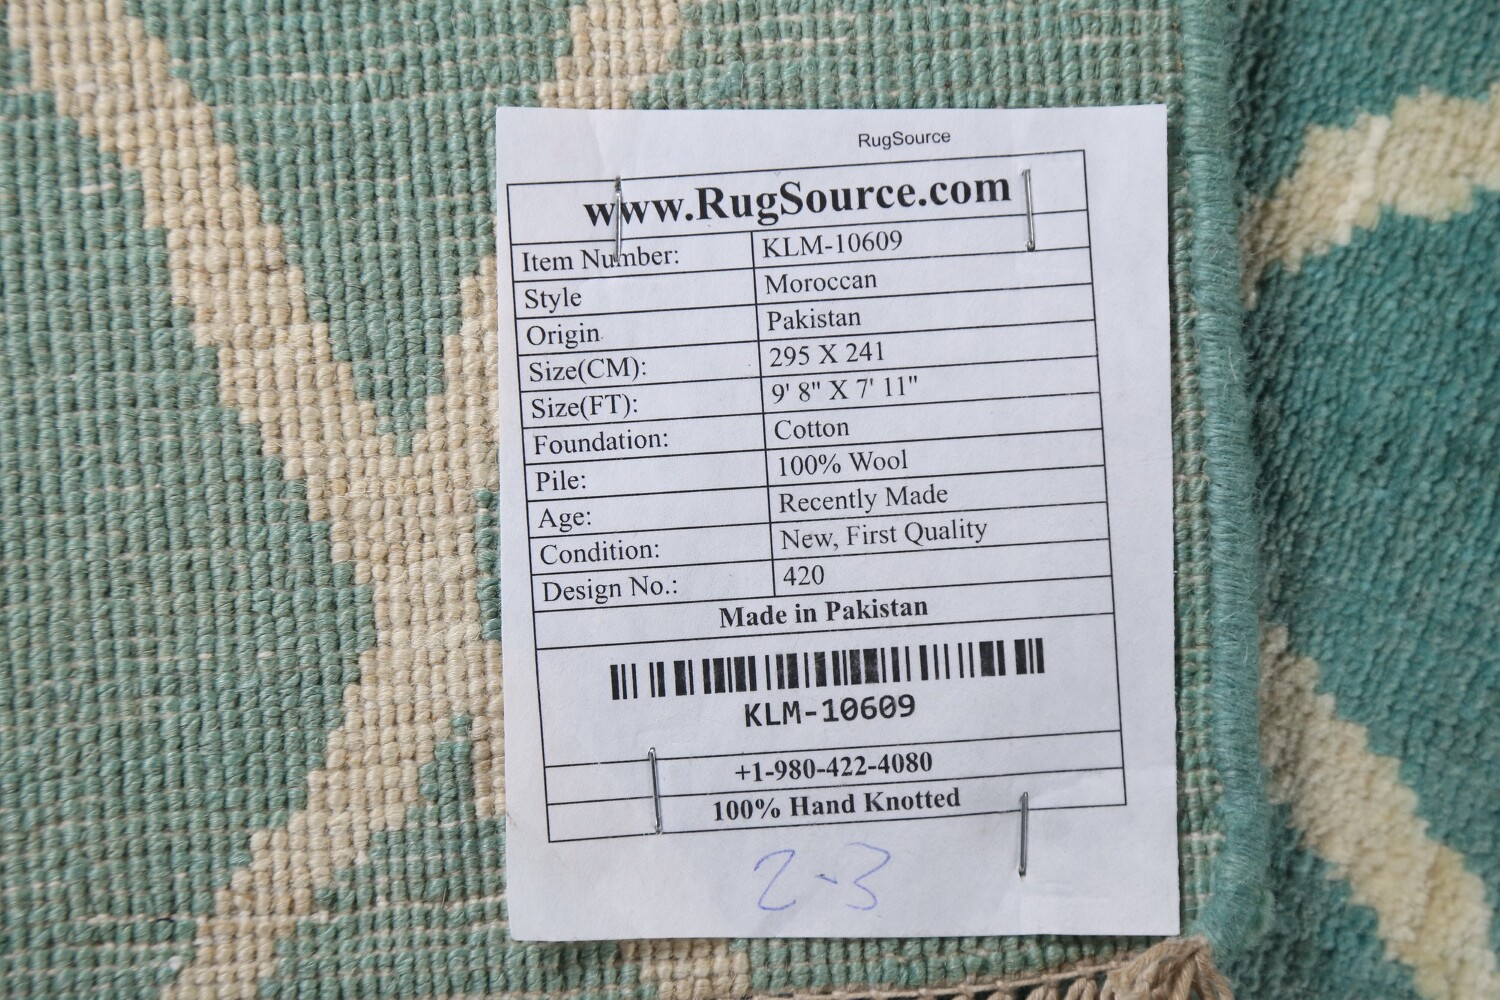 RugSource
www.RugSource.com
Item Number: KLM-10609
Style Moroccan
Origin Pakistan
Size(CM): 295 X 241
Size(FT): 9' 8" X 7' 11"
Foundation: Cotton
Pile: 100% Wool
Age: Recently Made
Condition: New, First Quality
Design No.: 420
Made in Pakistan
KLM-10609
+1-980-422-4080
100% Hand Knotted
2-3